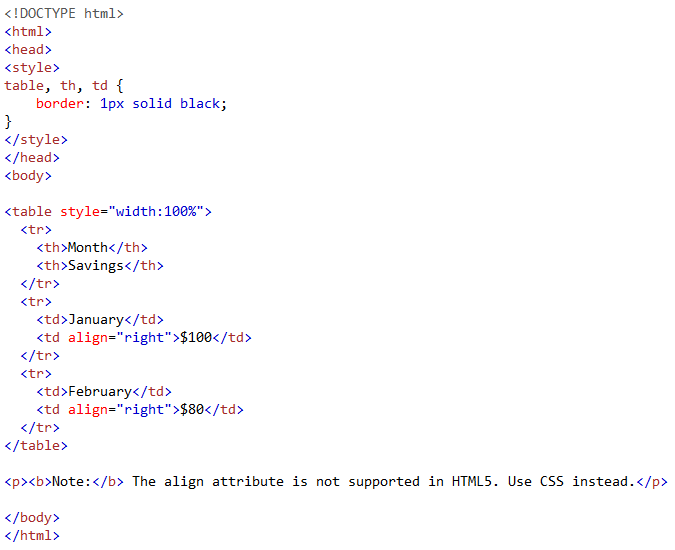 <!DOCTYPE html>
<html>
<head>
<style>
table, th, td {
    border: 1px solid black;
}
</style>
</head>
<body>

<table style="width:100%">
  <tr>
    <th>Month</th>
    <th>Savings</th>
  </tr>
  <tr>
    <td>January</td>
    <td align="right">$100</td>
  </tr>
  <tr>
    <td>February</td>
    <td align="right">$80</td>
  </tr>
</table>

<p><b>Note:</b> The align attribute is not supported in HTML5. Use CSS instead.</p>

</body>
</html>